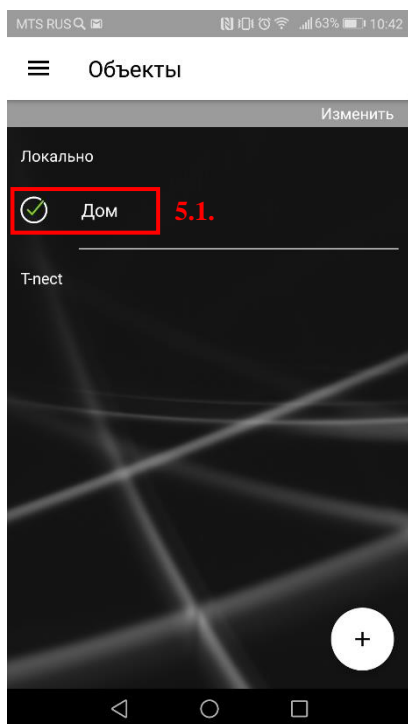 MTS RUS 63% 10:42
Объекты
Изменить
Локально
Дом 5.1.
T-nect
+